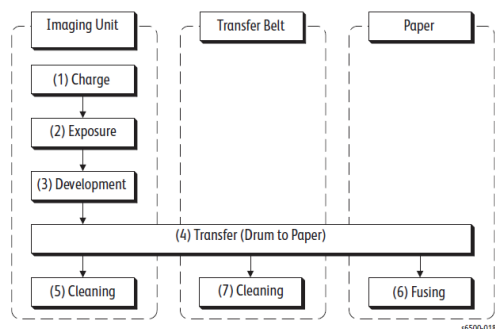 Imaging Unit
Transfer Belt
Paper
(1) Charge
(2) Exposure
(3) Development
(4) Transfer (Drum to Paper)
(5) Cleaning
(7) Cleaning
(6) Fusing
s6500-018